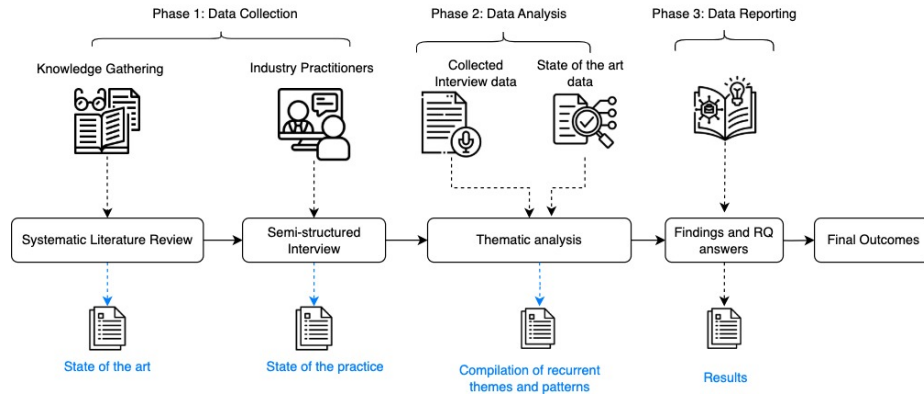 Phase 1: Data Collection
Phase 2: Data Analysis
Phase 3: Data Reporting
Knowledge Gathering
Industry Practitioners
Collected
Interview data
State of the art
data
Systematic Literature Review
Semi-structured
Interview
Thematic analysis
Findings and RQ
answers
Final Outcomes
State of the art
State of the practice
Compilation of recurrent
themes and patterns
Results